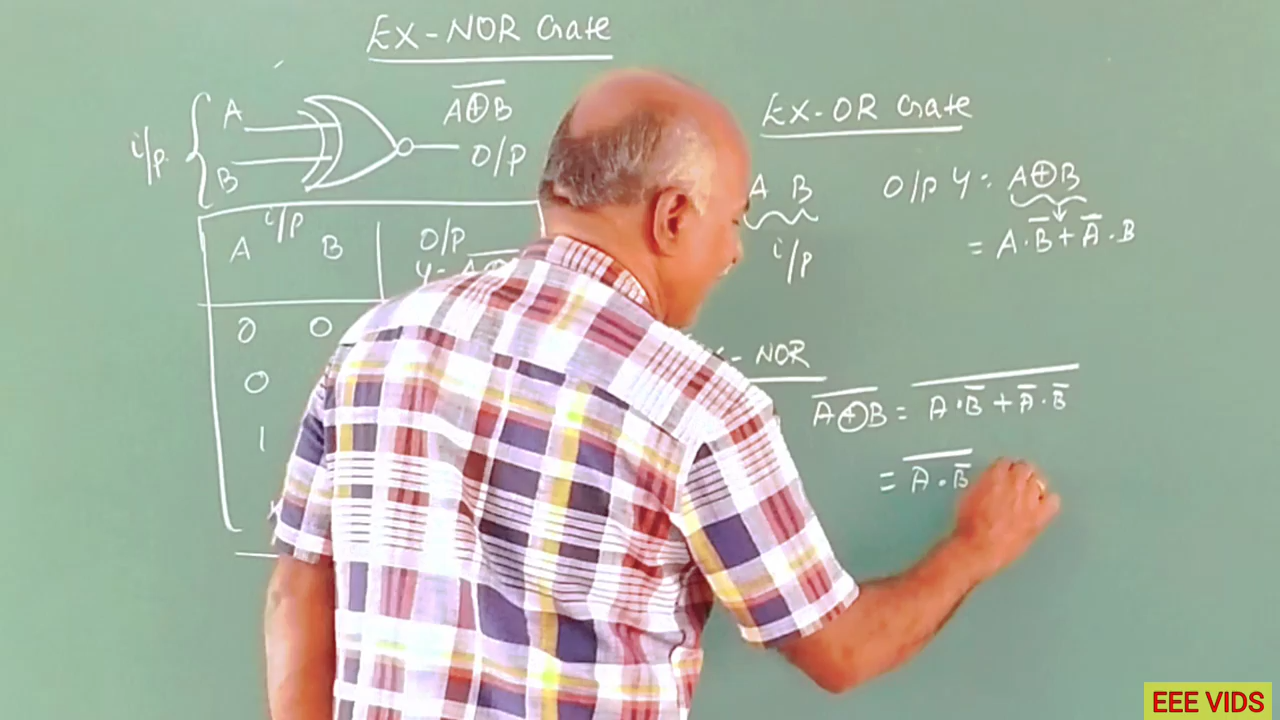 EX-NOR Gate
A
B
i/p
A⊕B̅
O/P
i/p
A B
O/P
0 0
0
1
EX-OR Gate
A B
i/p
O/P Y = A⊕B
= A·B̅ + A̅·B
NOR
A̅⊕̅B̅ = A̅·̅B̅ ̅+̅ ̅A̅·̅B̅
= A̅·̅B̅
EEE VIDS